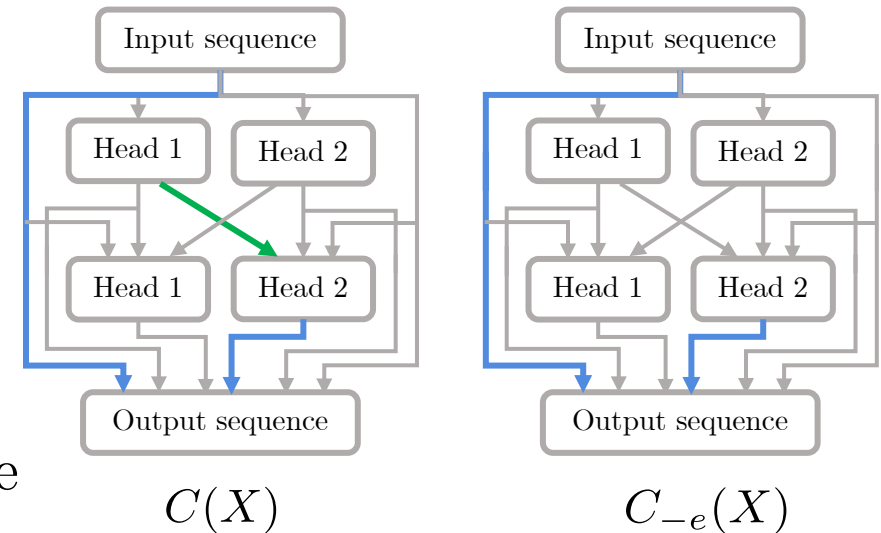 Input sequence
Input sequence
Head 1
Head 2
Head 1
Head 2
Head 1
Head 2
Head 1
Head 2
Output sequence
Output sequence
e
C(X)
C₋ₑ(X)